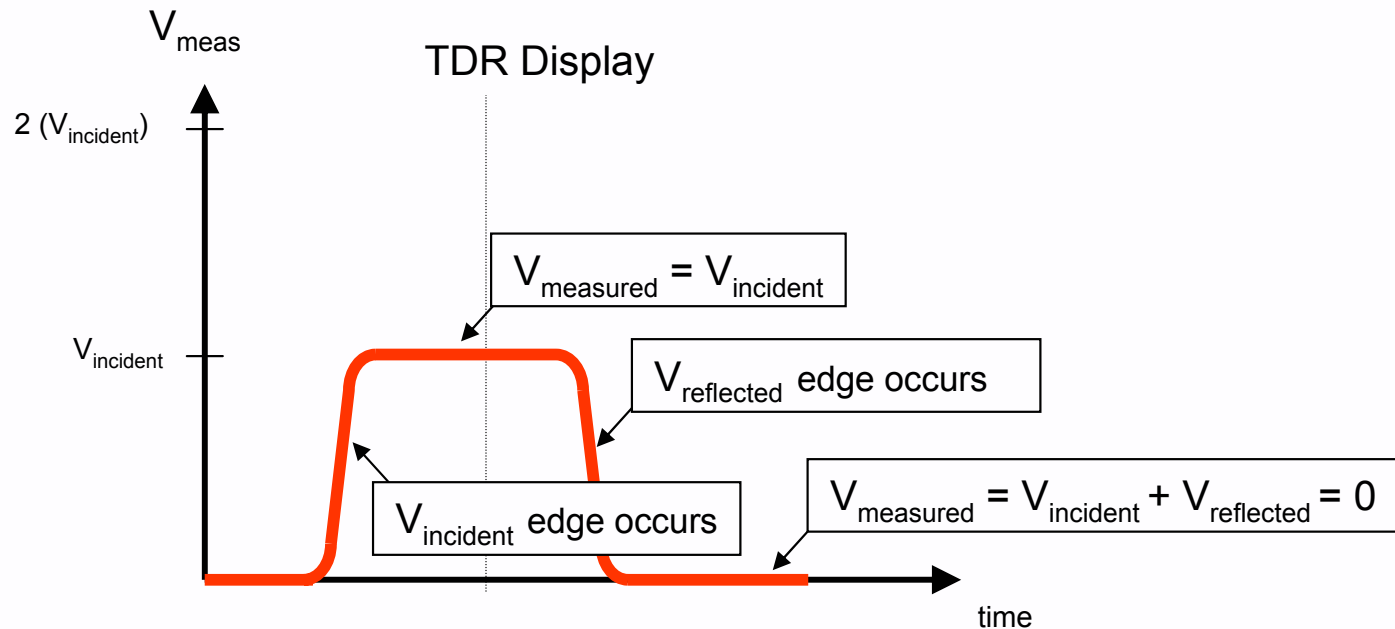 V_meas
TDR Display
2 (V_incident)
V_measured = V_incident
V_incident
V_reflected edge occurs
V_measured = V_incident + V_reflected = 0
V_incident edge occurs
time